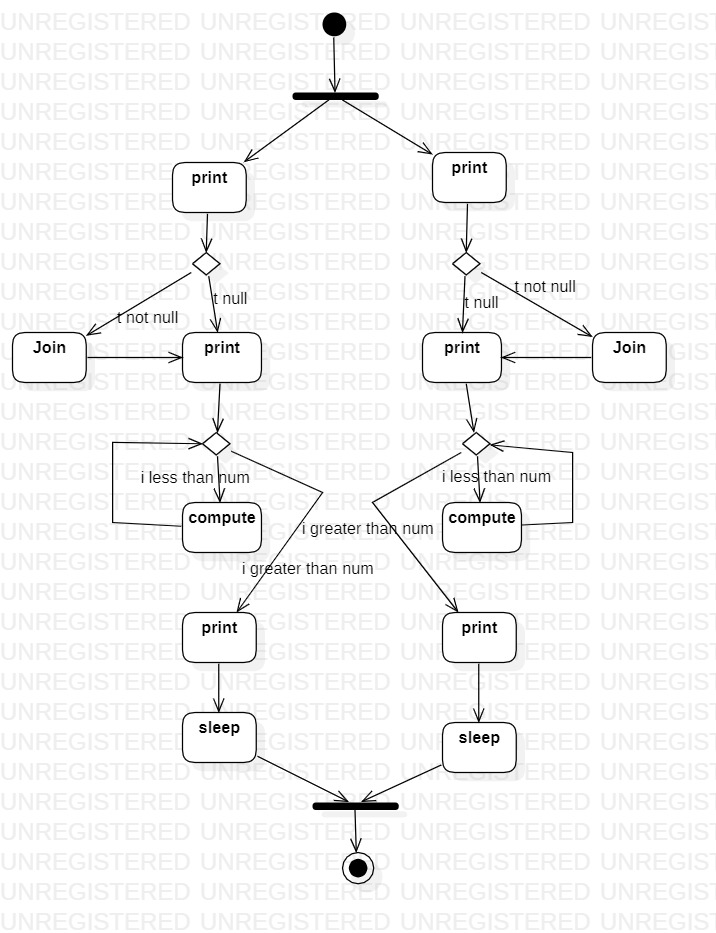 print
print
t null
t not null
t not null
t null
Join
print
print
Join
i less than num
i less than num
compute
compute
i greater than num
i greater than num
print
print
sleep
sleep
UNREGISTERED UNREGISTERED UNREGISTERED UNREGISTERED